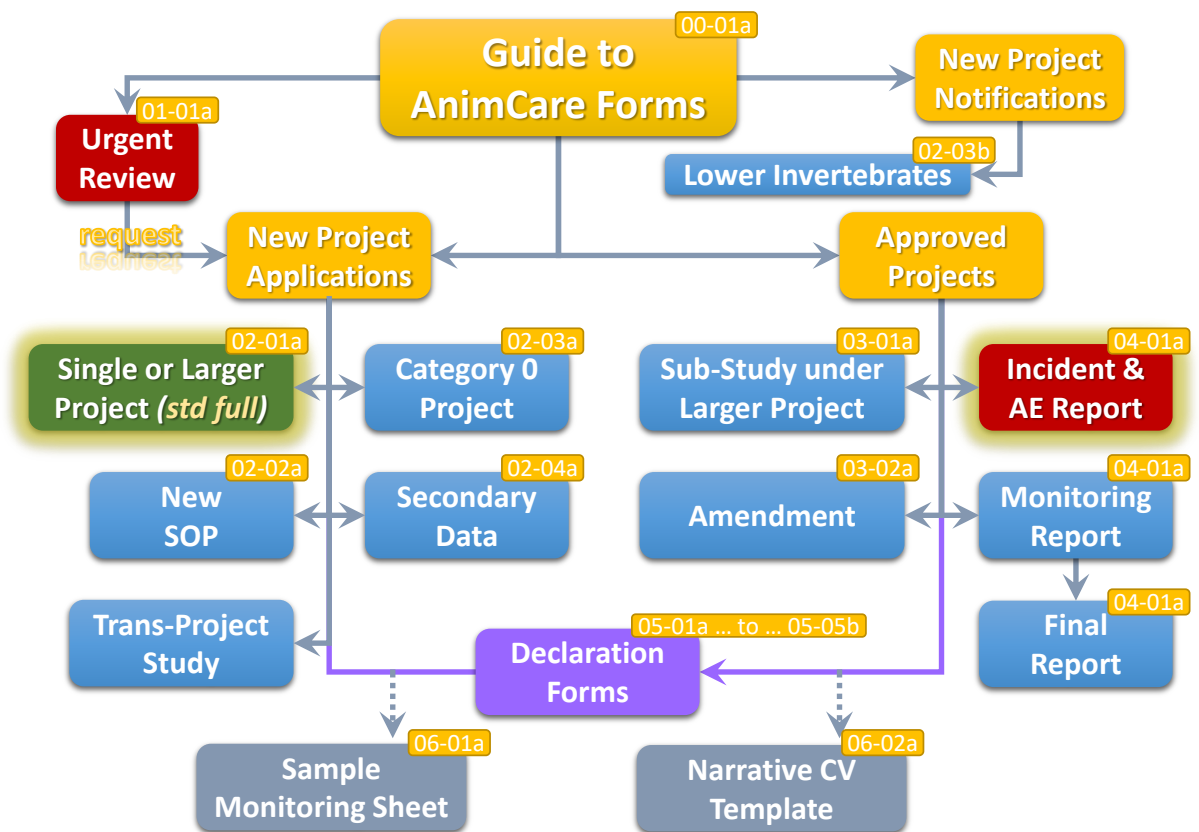 00-01a
Guide to
AnimCare Forms
New Project
Notifications
01-01a
Urgent
Review
02-03b
Lower Invertebrates
request
New Project
Applications
Approved
Projects
02-01a
Single or Larger
Project (std full)
02-03a
Category 0
Project
03-01a
Sub-Study under
Larger Project
04-01a
Incident &
AE Report
02-02a
New
SOP
02-04a
Secondary
Data
03-02a
Amendment
04-01a
Monitoring
Report
Trans-Project
Study
05-01a ... to ... 05-05b
Declaration
Forms
04-01a
Final
Report
06-01a
Sample
Monitoring Sheet
06-02a
Narrative CV
Template